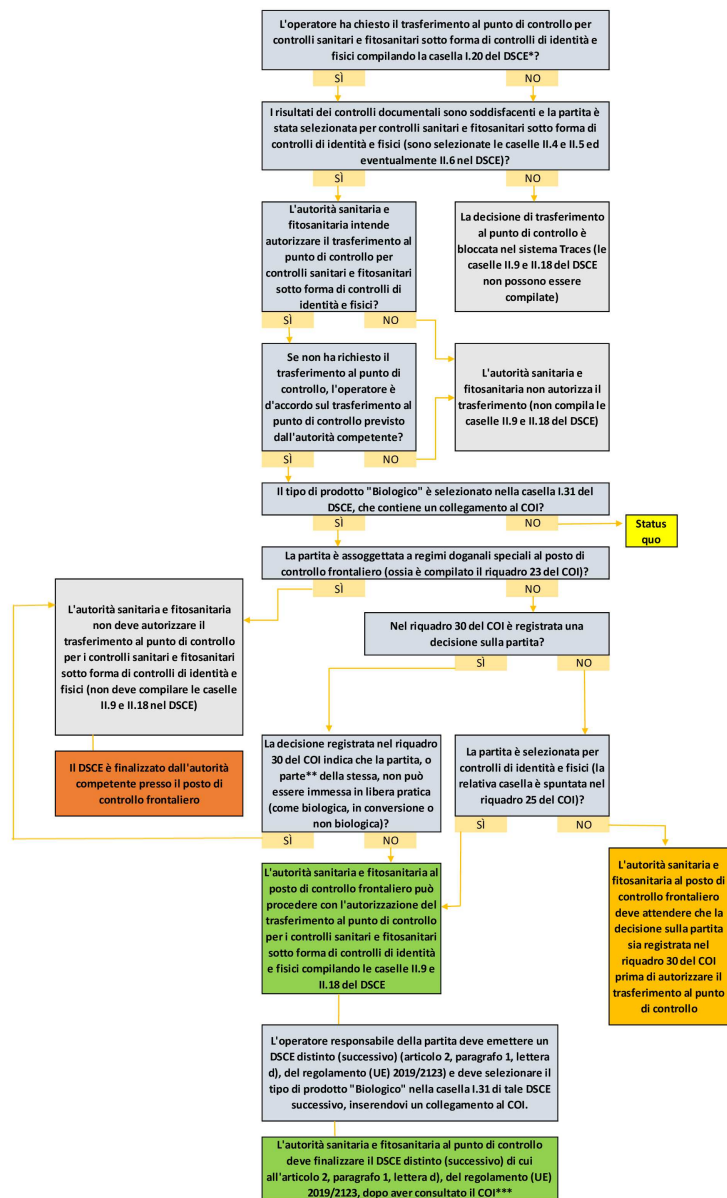 L'operatore ha chiesto il trasferimento al punto di controllo per
controlli sanitari e fitosanitari sotto forma di controlli di identità e
fisici compilando la casella I.20 del DSCE*?
SÌ
NO
I risultati dei controlli documentali sono soddisfacenti e la partita è
stata selezionata per controlli sanitari e fitosanitari sotto forma di
controlli di identità e fisici (sono selezionate le caselle II.4 e II.5 ed
eventualmente II.6 nel DSCE)?
SÌ
NO
L'autorità sanitaria e
fitosanitaria intende
autorizzare il trasferimento al
punto di controllo per
controlli sanitari e fitosanitari
sotto forma di controlli di
identità e fisici?
La decisione di trasferimento
al punto di controllo è
bloccata nel sistema Traces (le
caselle II.9 e II.18 del DSCE
non possono essere
compilate)
SÌ
NO
Se non ha richiesto il
trasferimento al punto di
controllo, l'operatore è
d'accordo sul trasferimento al
punto di controllo previsto
dall'autorità competente?
L'autorità sanitaria e
fitosanitaria non autorizza il
trasferimento (non compila le
caselle II.9 e II.18 del DSCE)
SÌ
NO
Il tipo di prodotto "Biologico" è selezionato nella casella I.31 del
DSCE, che contiene un collegamento al COI?
SÌ
NO
Status
quo
La partita è assoggettata a regimi doganali speciali al posto di
controllo frontaliero (ossia è compilato il riquadro 23 del COI)?
SÌ
NO
L'autorità sanitaria e fitosanitaria
non deve autorizzare il
trasferimento al punto di controllo
per i controlli sanitari e fitosanitari
sotto forma di controlli di identità e
fisici (non deve compilare le caselle
II.9 e II.18 nel DSCE)
Nel riquadro 30 del COI è registrata una
decisione sulla partita?
SÌ
NO
Il DSCE è finalizzato dall'autorità
competente presso il posto di
controllo frontaliero
La decisione registrata nel riquadro
30 del COI indica che la partita, o
parte** della stessa, non può
essere immessa in libera pratica
(come biologica, in conversione o
non biologica)?
La partita è selezionata per
controlli di identità e fisici (la
relativa casella è spuntata nel
riquadro 25 del COI)?
SÌ
NO
SÌ
NO
L'autorità sanitaria e fitosanitaria al
posto di controllo frontaliero può
procedere con l'autorizzazione del
trasferimento al punto di controllo
per i controlli sanitari e fitosanitari
sotto forma di controlli di identità
e fisici compilando le caselle II.9 e
II.18 del DSCE
L'autorità sanitaria e
fitosanitaria al posto di
controllo frontaliero
deve attendere che la
decisione sulla partita
sia registrata nel
riquadro 30 del COI
prima di autorizzare il
trasferimento al punto
di controllo
L'operatore responsabile della partita deve emettere un
DSCE distinto (successivo) (articolo 2, paragrafo 1, lettera
d), del regolamento (UE) 2019/2123) e deve selezionare il
tipo di prodotto "Biologico" nella casella I.31 di tale DSCE
successivo, inserendovi un collegamento al COI.
L'autorità sanitaria e fitosanitaria al punto di controllo
deve finalizzare il DSCE distinto (successivo) di cui
all'articolo 2, paragrafo 1, lettera d), del regolamento (UE)
2019/2123, dopo aver consultato il COI***